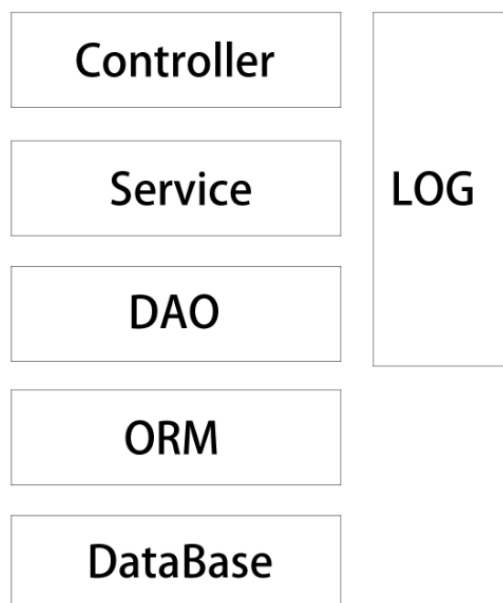 Controller
Service
LOG
DAO
ORM
DataBase